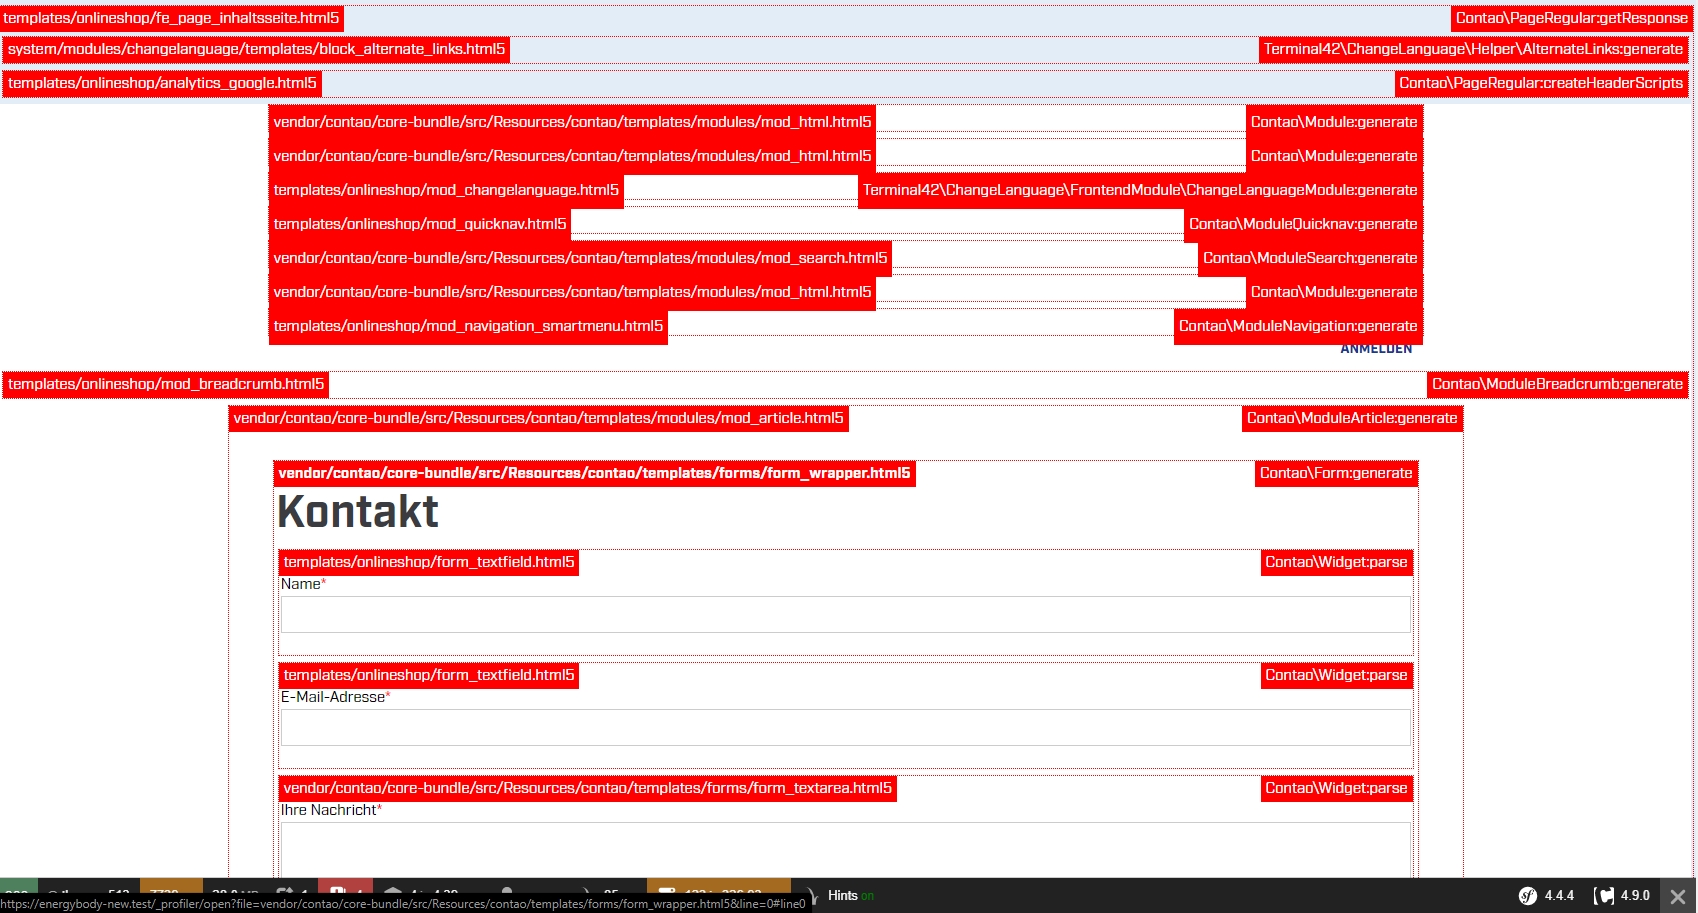 templates/onlineshop/fe_page_inhaltsseite.html5 Contao\PageRegular:getResponse
system/modules/changelanguage/templates/block_alternate_links.html5 Terminal42\ChangeLanguage\Helper\AlternateLinks:generate
templates/onlineshop/analytics_google.html5 Contao\PageRegular:createHeaderScripts
vendor/contao/core-bundle/src/Resources/contao/templates/modules/mod_html.html5 Contao\Module:generate
vendor/contao/core-bundle/src/Resources/contao/templates/modules/mod_html.html5 Contao\Module:generate
templates/onlineshop/mod_changelanguage.html5 Terminal42\ChangeLanguage\FrontendModule\ChangeLanguageModule:generate
templates/onlineshop/mod_quicknav.html5 Contao\ModuleQuicknav:generate
vendor/contao/core-bundle/src/Resources/contao/templates/modules/mod_search.html5 Contao\ModuleSearch:generate
vendor/contao/core-bundle/src/Resources/contao/templates/modules/mod_html.html5 Contao\Module:generate
templates/onlineshop/mod_navigation_smartmenu.html5 Contao\ModuleNavigation:generate
ANMELDEN
templates/onlineshop/mod_breadcrumb.html5 Contao\ModuleBreadcrumb:generate
vendor/contao/core-bundle/src/Resources/contao/templates/modules/mod_article.html5 Contao\ModuleArticle:generate
vendor/contao/core-bundle/src/Resources/contao/templates/forms/form_wrapper.html5 Contao\Form:generate
Kontakt
templates/onlineshop/form_textfield.html5 Contao\Widget:parse
Name*
templates/onlineshop/form_textfield.html5 Contao\Widget:parse
E-Mail-Adresse*
vendor/contao/core-bundle/src/Resources/contao/templates/forms/form_textarea.html5 Contao\Widget:parse
Ihre Nachricht*
Hints on 4.4.4 4.9.0
https://energybody-new.test/_profiler/open?file=vendor/contao/core-bundle/src/Resources/contao/templates/forms/form_wrapper.html5&line=0#line0